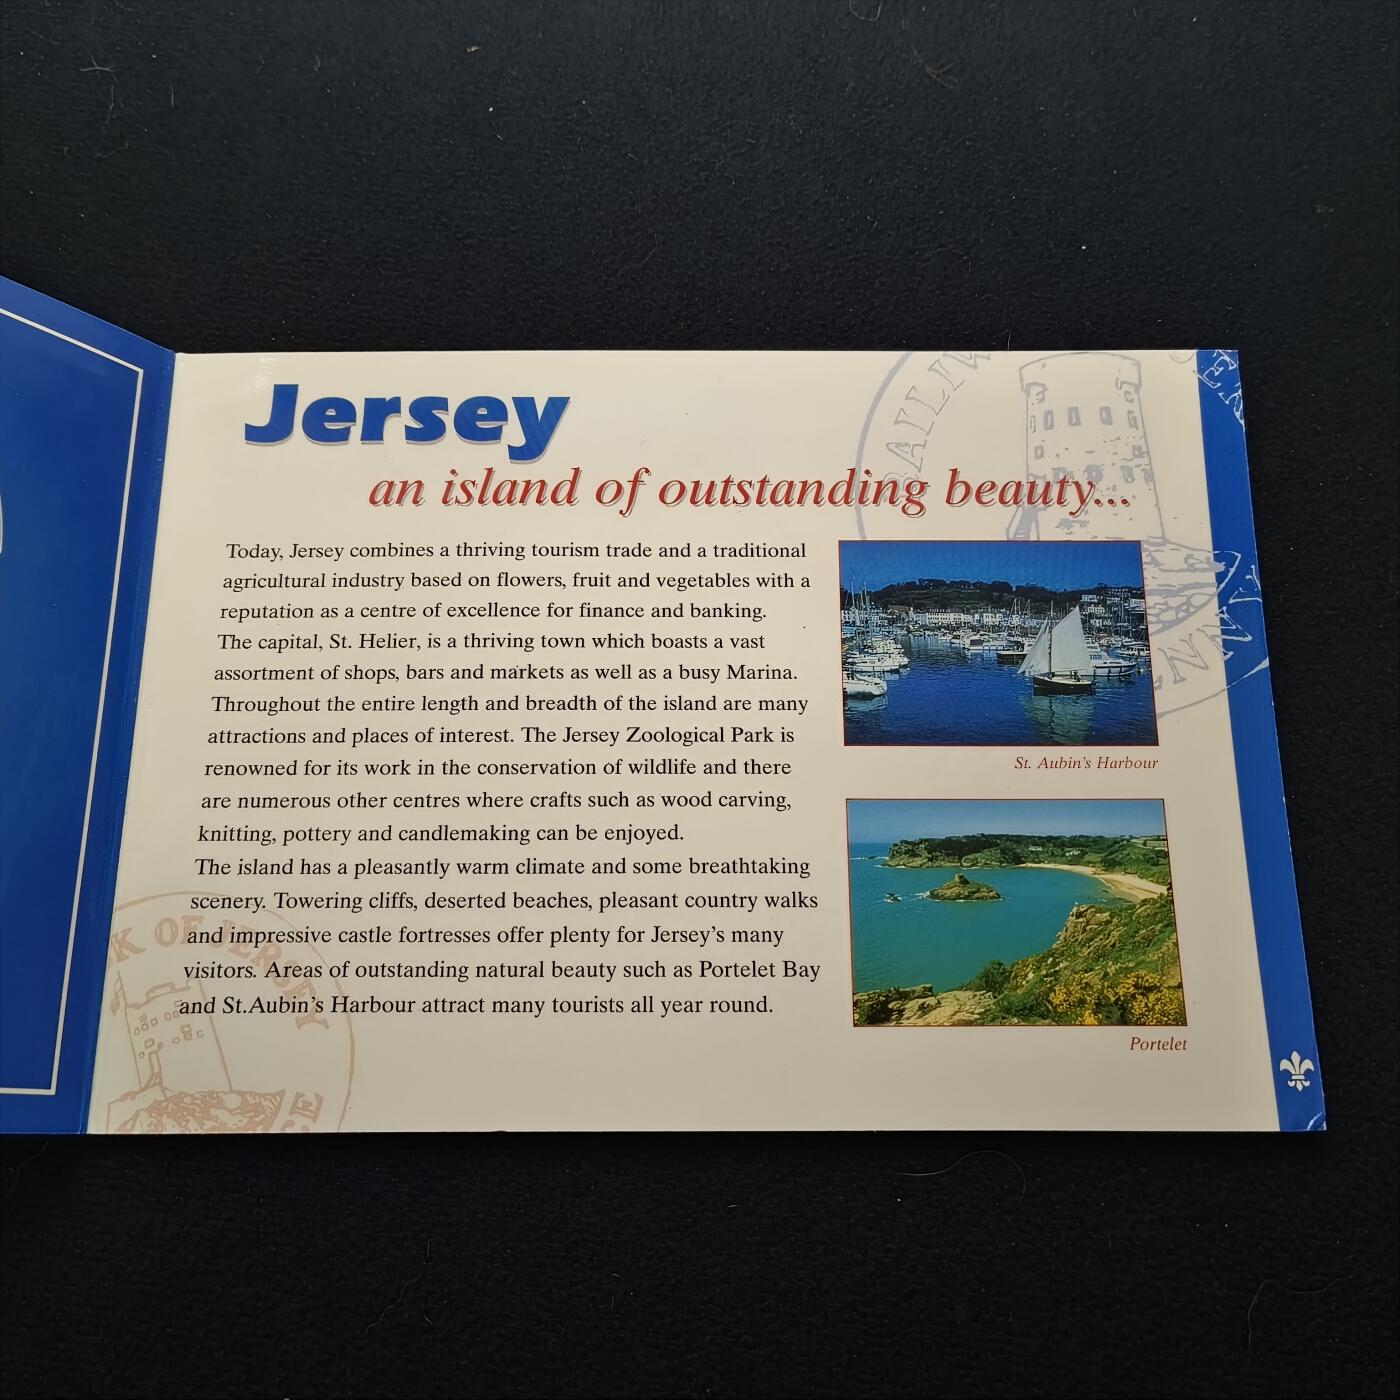 Jersey
an island of outstanding beauty...
Today, Jersey combines a thriving tourism trade and a traditional
agricultural industry based on flowers, fruit and vegetables with a
reputation as a centre of excellence for finance and banking.
The capital, St. Helier, is a thriving town which boasts a vast
assortment of shops, bars and markets as well as a busy Marina.
Throughout the entire length and breadth of the island are many
attractions and places of interest. The Jersey Zoological Park is
renowned for its work in the conservation of wildlife and there
are numerous other centres where crafts such as wood carving,
knitting, pottery and candlemaking can be enjoyed.
The island has a pleasantly warm climate and some breathtaking
scenery. Towering cliffs, deserted beaches, pleasant country walks
and impressive castle fortresses offer plenty for Jersey's many
visitors. Areas of outstanding natural beauty such as Portelet Bay
and St.Aubin's Harbour attract many tourists all year round.
St. Aubin's Harbour
Portelet
BAILIW
OF JERSEY